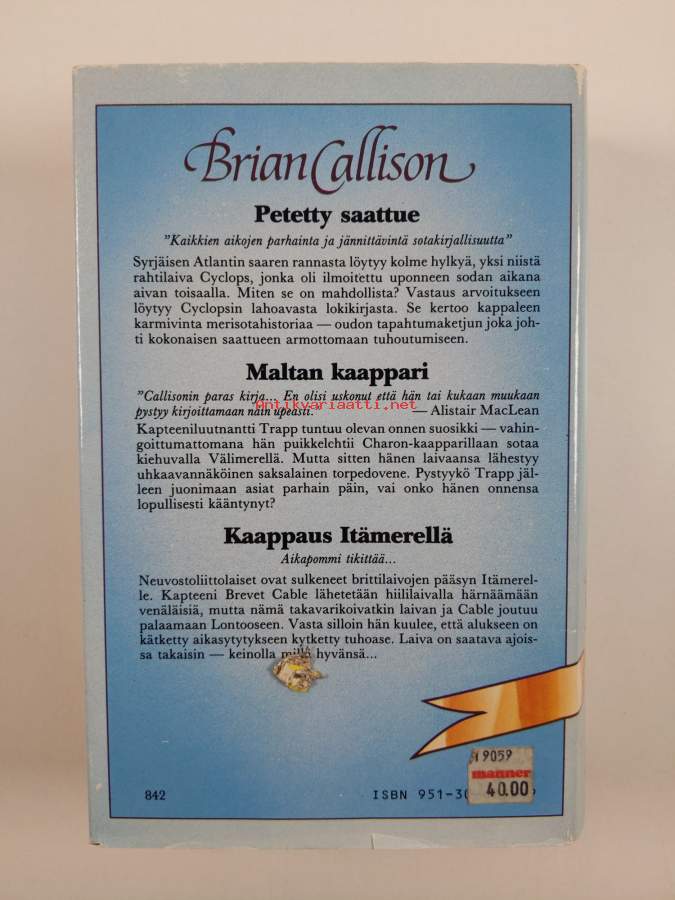 Brian Callison
Petetty saattue
"Kaikkien aikojen parhainta ja jännittävintä sotakirjallisuutta"
Syrjäisen Atlantin saaren rannasta löytyy kolme hylkyä, yksi niistä
rahtilaiva Cyclops, jonka oli ilmoitettu uponneen sodan aikana
aivan toisaalla. Miten se on mahdollista? Vastaus arvoitukseen
löytyy Cyclopsin lahoavasta lokikirjasta. Se kertoo kappaleen
karmivinta merisotahistoriaa — oudon tapahtumaketjun joka joh-
ti kokonaisen saattueen armottomaan tuhoutumiseen.
Maltan kaappari
"Callisonin paras kirja... En olisi uskonut että hän tai kukaan muukaan
pystyy kirjoittamaan näin upeasti." — Alistair MacLean
Antikvariaatti.net
Kapteeniluutnantti Trapp tuntuu olevan onnen suosikki — vahin-
goittumattomana hän puikkelehtii Charon-kaapparillaan sotaa
kiehuvalla Välimerellä. Mutta sitten hänen laivaansa lähestyy
uhkaavannäköinen saksalainen torpedovene. Pystyykö Trapp jäl-
leen juonimaan asiat parhain päin, vai onko hänen onnensa
lopullisesti kääntynyt?
Kaappaus Itämerellä
Aikapommi tikittää...
Neuvostoliittolaiset ovat sulkeneet brittilaivojen pääsyn Itämerel-
le. Kapteeni Brevet Cable lähetetään hiililaivalla härnäämään
venäläisiä, mutta nämä takavarikoivatkin laivan ja Cable joutuu
palaamaan Lontooseen. Vasta silloin hän kuulee, että alukseen on
kätketty aikasytytykseen kytketty tuhoase. Laiva on saatava ajois-
sa takaisin — keinolla millä hyvänsä...
19059
manner
40.00
842
ISBN 951-30